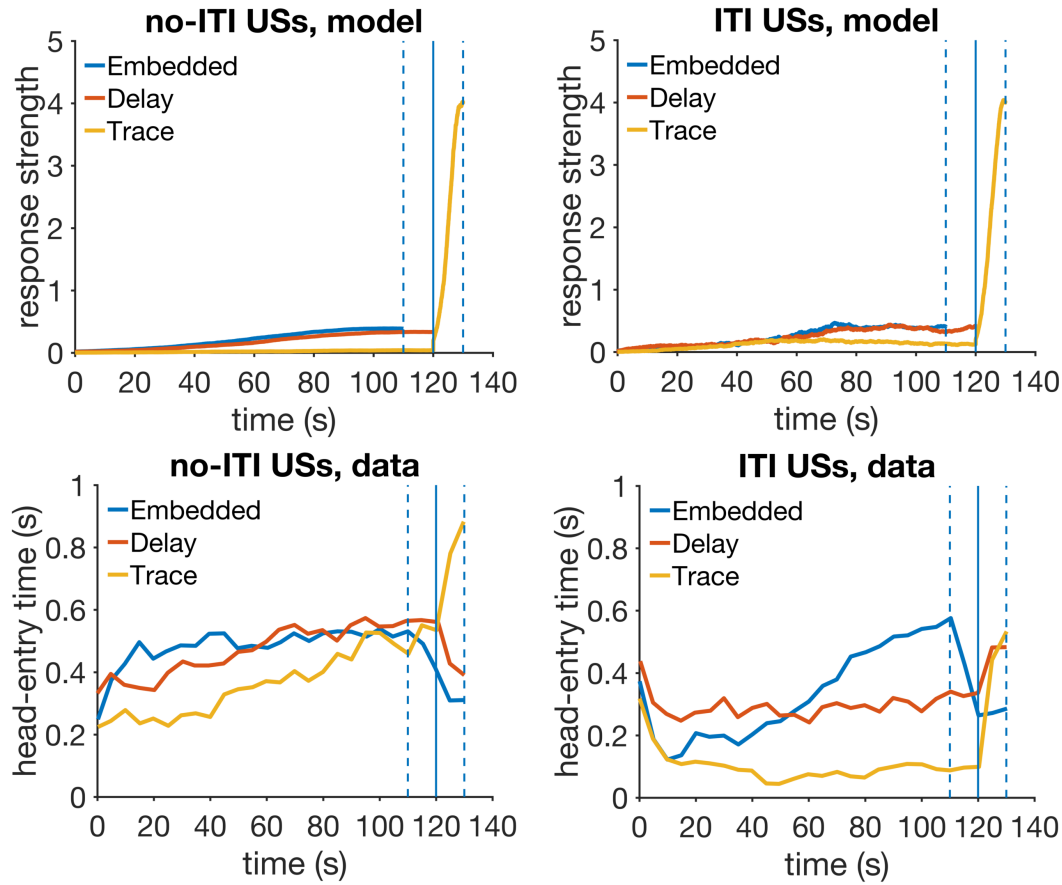 no-ITI USs, model
5
4
3
2
1
0
response strength
Embedded
Delay
Trace
0 20 40 60 80 100 120 140
time (s)
ITI USs, model
5
4
3
2
1
0
response strength
Embedded
Delay
Trace
0 20 40 60 80 100 120 140
time (s)
no-ITI USs, data
1
0.8
0.6
0.4
0.2
0
head-entry time (s)
Embedded
Delay
Trace
0 20 40 60 80 100 120 140
time (s)
ITI USs, data
1
0.8
0.6
0.4
0.2
0
head-entry time (s)
Embedded
Delay
Trace
0 20 40 60 80 100 120 140
time (s)